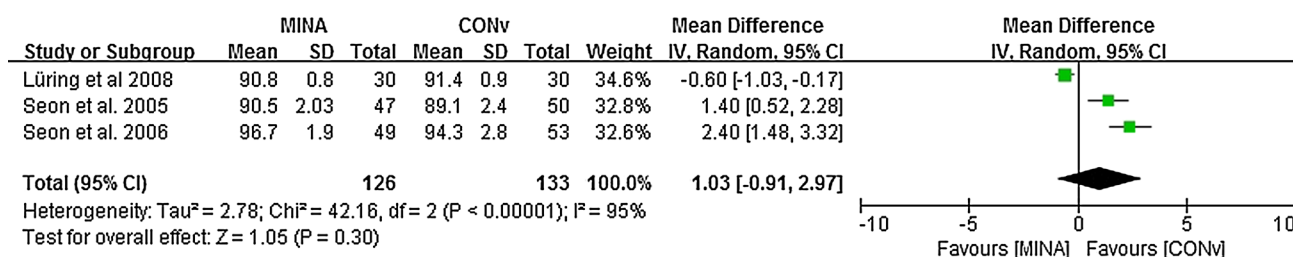 MINA CONv Mean Difference Mean Difference
Study or Subgroup Mean SD Total Mean SD Total Weight IV, Random, 95% CI IV, Random, 95% CI
Lüring et al 2008 90.8 0.8 30 91.4 0.9 30 34.6% -0.60 [-1.03, -0.17]
Seon et al. 2005 90.5 2.03 47 89.1 2.4 50 32.8% 1.40 [0.52, 2.28]
Seon et al. 2006 96.7 1.9 49 94.3 2.8 53 32.6% 2.40 [1.48, 3.32]
Total (95% CI) 126 133 100.0% 1.03 [-0.91, 2.97]
Heterogeneity: Tau² = 2.78; Chi² = 42.16, df = 2 (P < 0.00001); I² = 95%
Test for overall effect: Z = 1.05 (P = 0.30)
-10 -5 0 5 10
Favours [MINA] Favours [CONv]